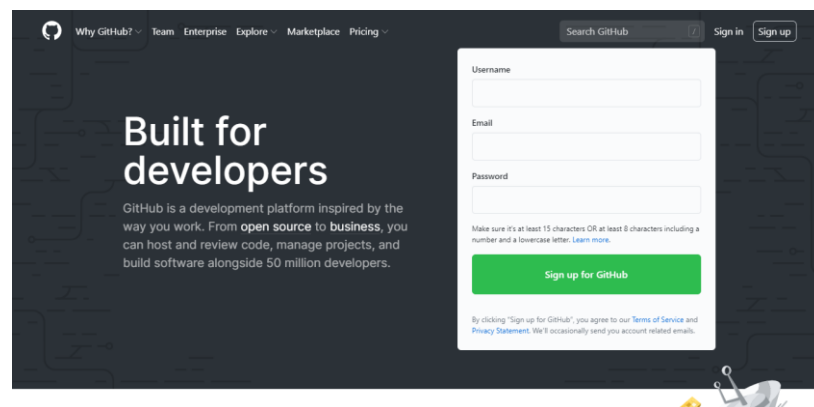 Why GitHub? Team Enterprise Explore Marketplace Pricing Search GitHub / Sign in Sign up
Built for
developers
GitHub is a development platform inspired by the
way you work. From open source to business, you
can host and review code, manage projects, and
build software alongside 50 million developers.
Username
Email
Password
Make sure it's at least 15 characters OR at least 8 characters including a
number and a lowercase letter. Learn more.
Sign up for GitHub
By clicking "Sign up for GitHub", you agree to our Terms of Service and
Privacy Statement. We'll occasionally send you account related emails.